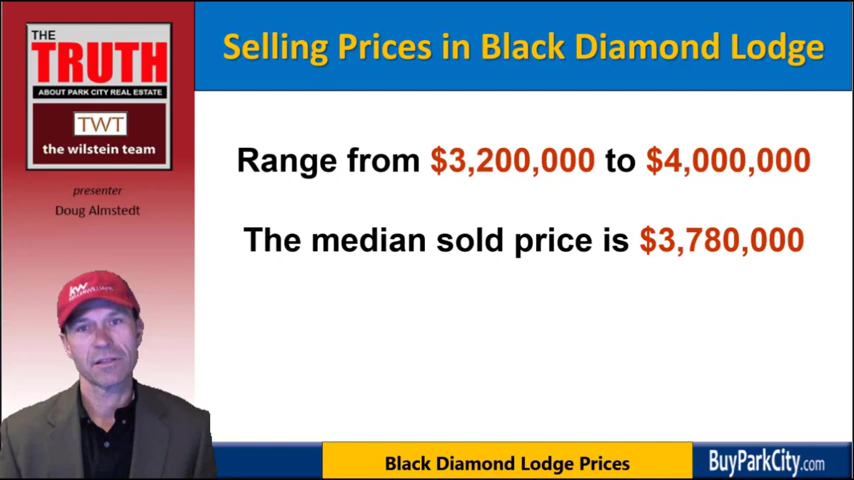 THE
TRUTH
ABOUT PARK CITY REAL ESTATE
TWT
the wilstein team
presenter
Doug Almstedt
Selling Prices in Black Diamond Lodge
Range from $3,200,000 to $4,000,000
The median sold price is $3,780,000
kw
Black Diamond Lodge Prices
BuyParkCity.com